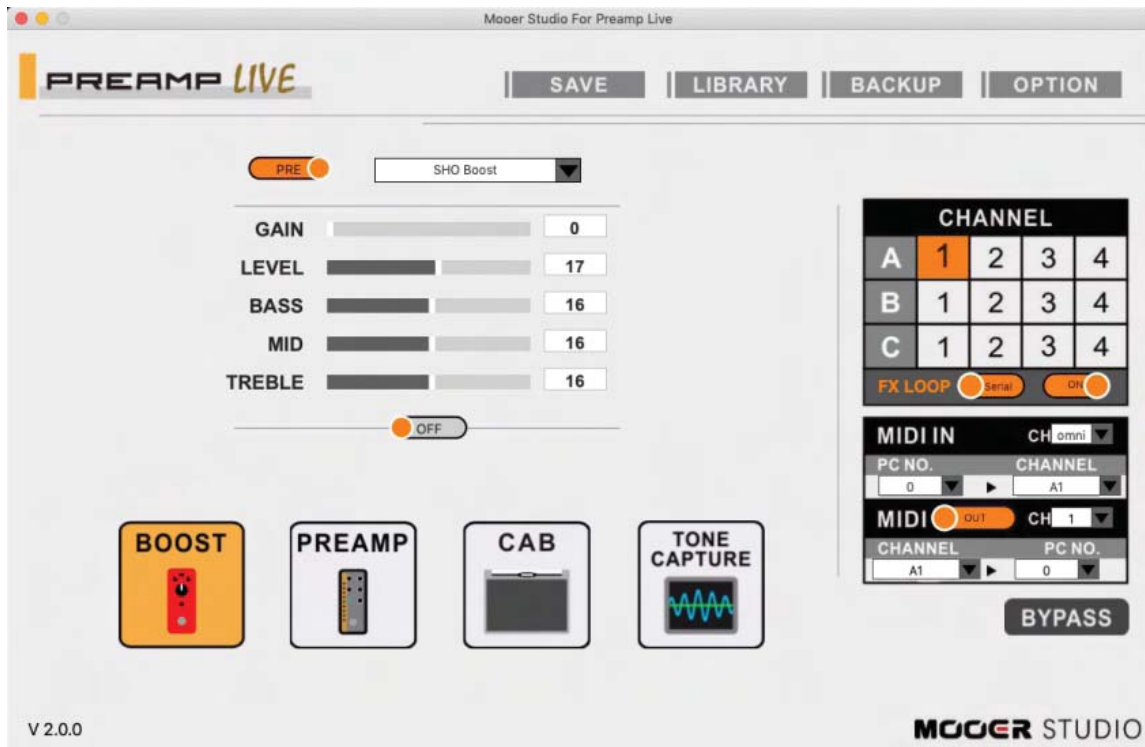 Mooer Studio For Preamp Live
PREAMP LIVE
SAVE LIBRARY BACKUP OPTION
PRE SHO Boost
GAIN 0
LEVEL 17
BASS 16
MID 16
TREBLE 16
OFF
CHANNEL
A 1 2 3 4
B 1 2 3 4
C 1 2 3 4
FX LOOP Serial ON
MIDI IN CH omni
PC NO. CHANNEL
0 A1
MIDI OUT CH 1
CHANNEL PC NO.
A1 0
BYPASS
BOOST PREAMP CAB TONE
CAPTURE
V 2.0.0
MOOER STUDIO